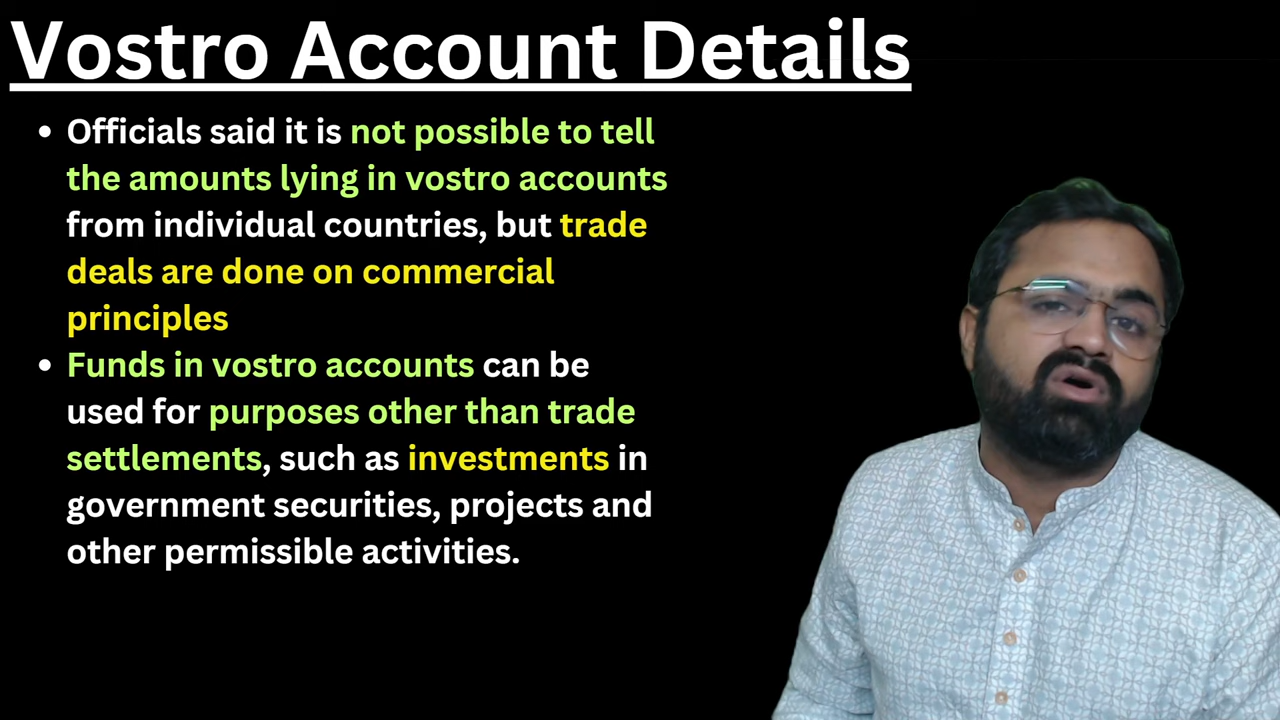 Vostro Account Details
• Officials said it is not possible to tell
the amounts lying in vostro accounts
from individual countries, but trade
deals are done on commercial
principles
• Funds in vostro accounts can be
used for purposes other than trade
settlements, such as investments in
government securities, projects and
other permissible activities.